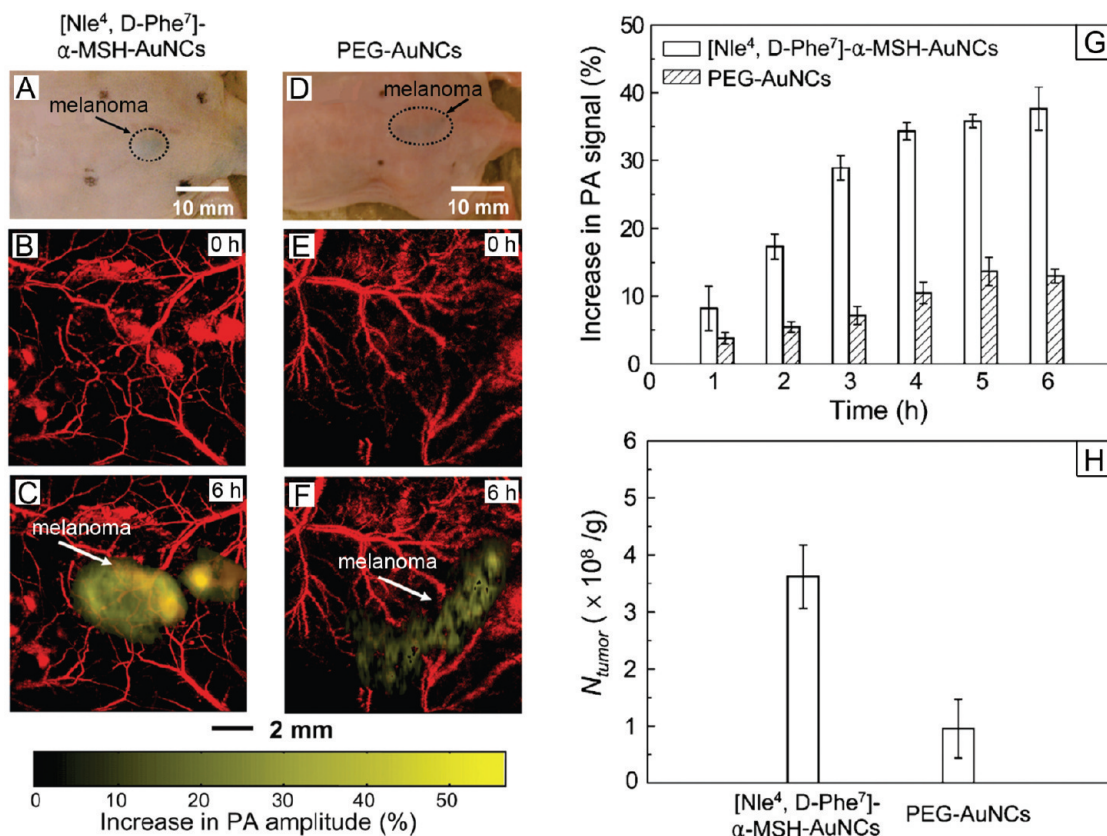 [Nle⁴, D-Phe⁷]-
α-MSH-AuNCs
PEG-AuNCs
A
melanoma
10 mm
D
melanoma
10 mm
B
0 h
E
0 h
C
6 h
melanoma
F
6 h
melanoma
2 mm
0
10
20
30
40
50
Increase in PA amplitude (%)
G
[Nle⁴, D-Phe⁷]-α-MSH-AuNCs
PEG-AuNCs
Increase in PA signal (%)
50
40
30
20
10
0
0
1
2
3
4
5
6
Time (h)
H
N_tumor ( × 10⁸ /g)
6
5
4
3
2
1
0
[Nle⁴, D-Phe⁷]-
α-MSH-AuNCs
PEG-AuNCs